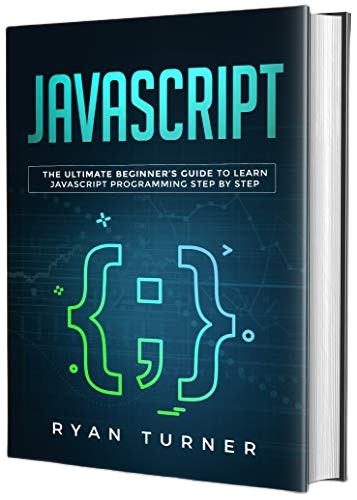 JAVASCRIPT
THE ULTIMATE BEGINNER'S GUIDE TO LEARN
JAVASCRIPT PROGRAMMING STEP BY STEP
{;}
RYAN TURNER